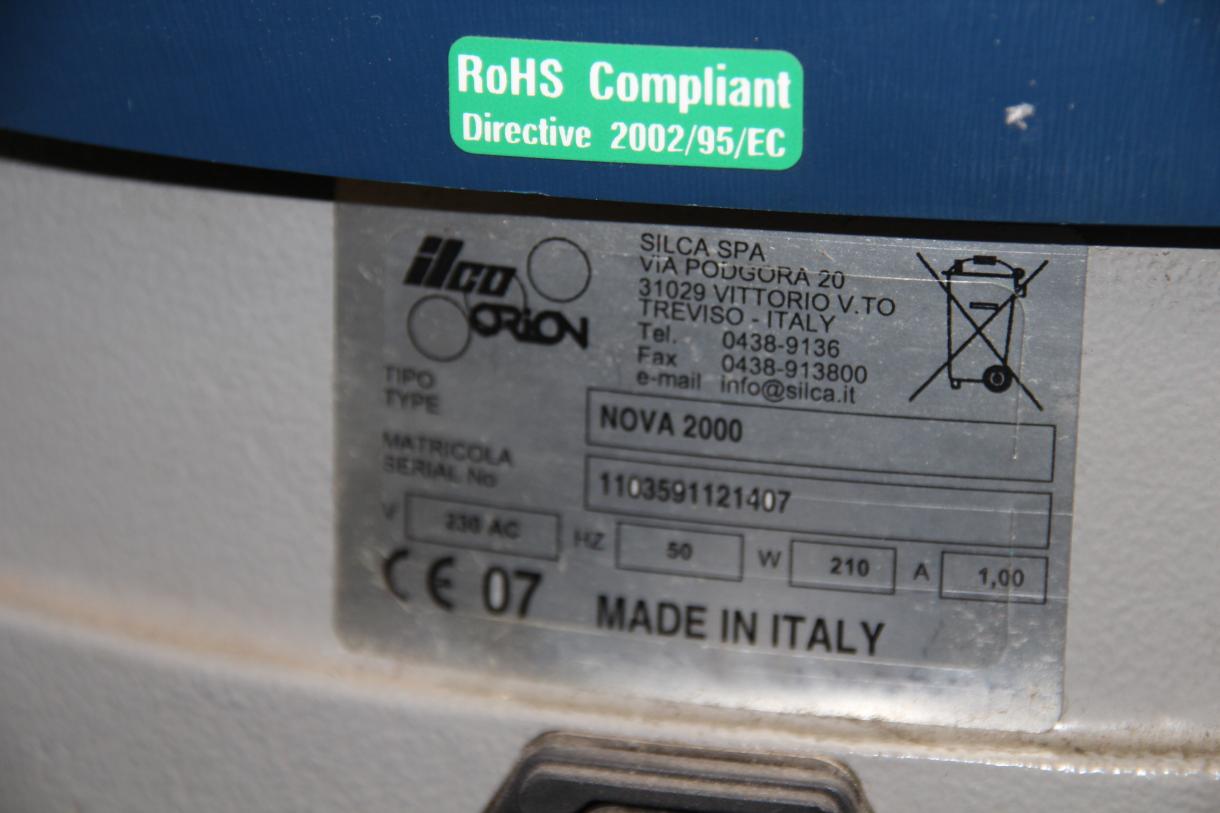 RoHS Compliant
Directive 2002/95/EC
ilco
ORION
SILCA SPA
VIA PODGORA 20
31029 VITTORIO V.TO
TREVISO - ITALY
Tel. 0438-9136
Fax 0438-913800
e-mail info@silca.it
TIPO
TYPE
NOVA 2000
MATRICOLA
SERIAL No
1103591121407
V 230 AC HZ 50 W 210 A 1,00
CE 07 MADE IN ITALY